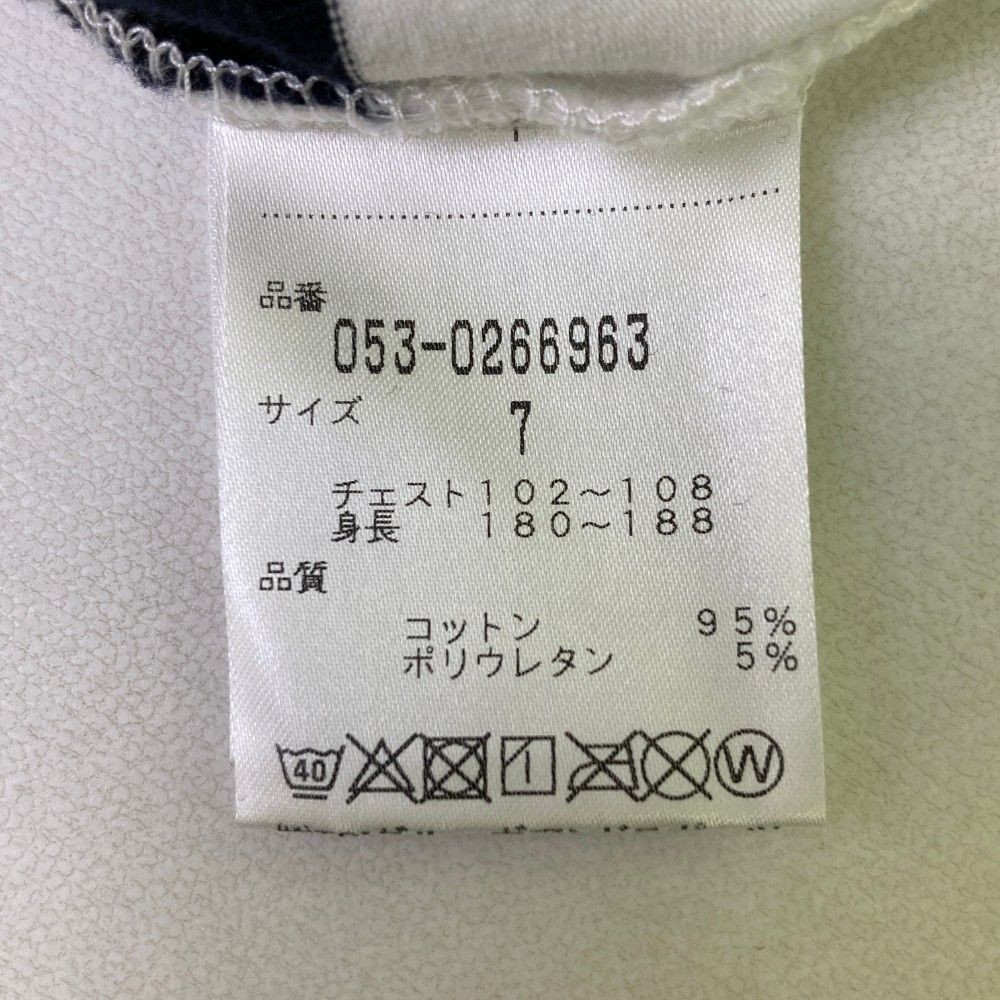 品番
053-0266963
サイズ 7
チェスト102～108
身長 180～188
品質
コットン 95%
ポリウレタン 5%
40 W